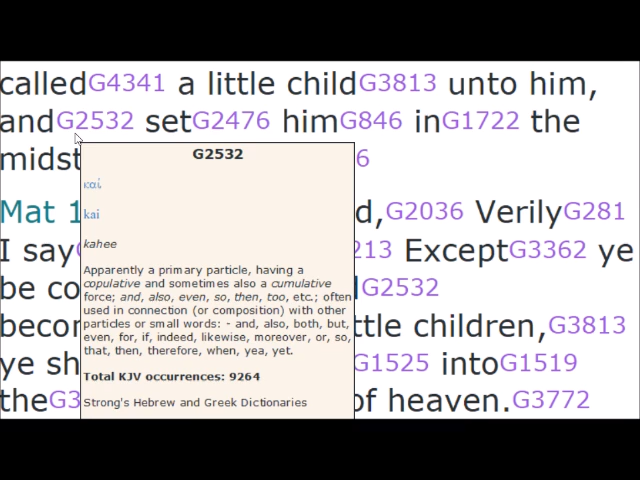 calledG4341 a little childG3813 unto him,
andG2532 setG2476 himG846 inG1722 the
midst 6
Mat 1 d,G2036 VerilyG281
I say 213 ExceptG3362 ye
be co dG2532
becom ttle children,G3813
ye sh G1525 intoG1519
theG3 of heaven.G3772
G2532
καί
kai
kahee
Apparently a primary particle, having a
copulative and sometimes also a cumulative
force; and, also, even, so, then, too, etc.; often
used in connection (or composition) with other
particles or small words: - and, also, both, but,
even, for, if, indeed, likewise, moreover, or, so,
that, then, therefore, when, yea, yet.
Total KJV occurrences: 9264
Strong's Hebrew and Greek Dictionaries